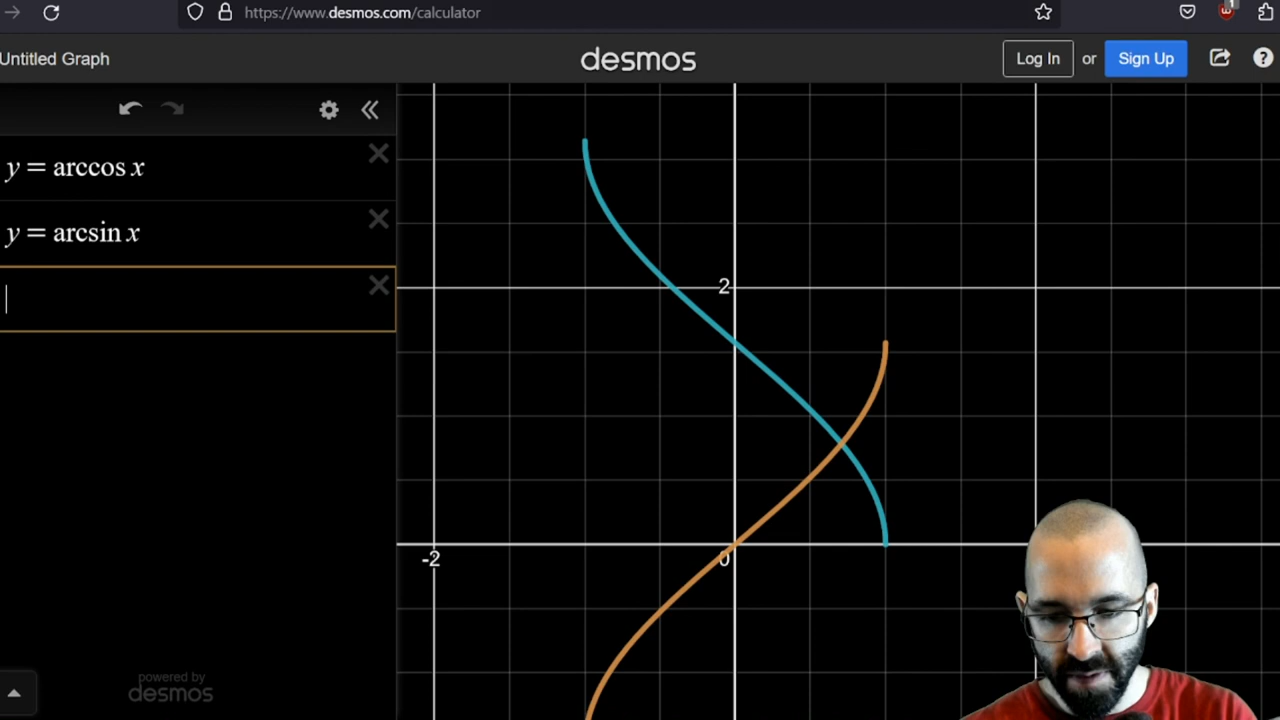 https://www.desmos.com/calculator
1
Untitled Graph
desmos
Log In or Sign Up
?
y = arccos x
y = arcsin x
2
-2
0
powered by
desmos